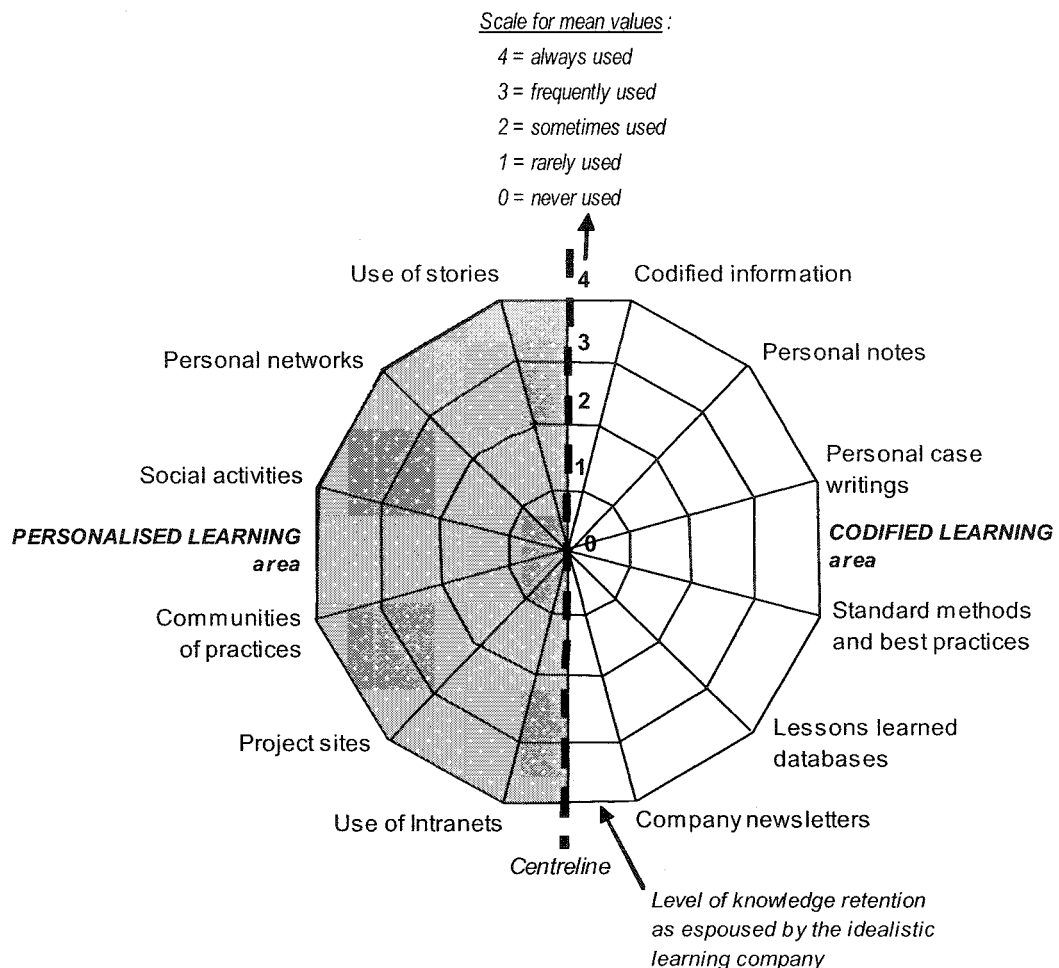 Scale for mean values :
4 = always used
3 = frequently used
2 = sometimes used
1 = rarely used
0 = never used
Use of stories
4
Codified information
Personal networks
3
Personal notes
2
Social activities
1
Personal case
writings
PERSONALISED LEARNING
area
0
CODIFIED LEARNING
area
Communities
of practices
Standard methods
and best practices
Project sites
Lessons learned
databases
Use of Intranets
Company newsletters
Centreline
Level of knowledge retention
as espoused by the idealistic
learning company